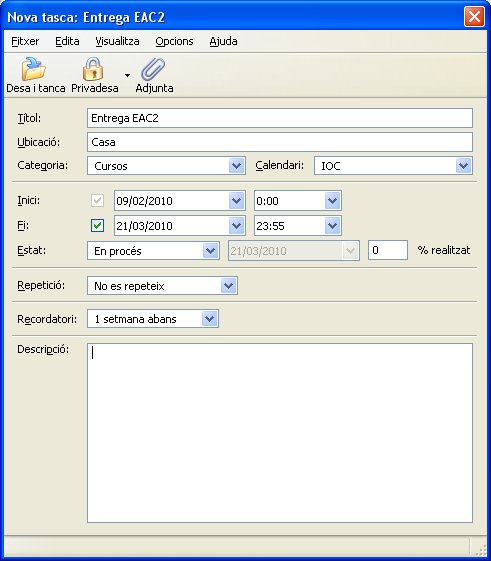 Nova tasca: Entrega EAC2
Fitxer Edita Visualitza Opcions Ajuda
Desa i tanca Privadesa Adjunta
Títol: Entrega EAC2
Ubicació: Casa
Categoria: Cursos Calendari: IOC
Inici: 09/02/2010 0:00
Fi: 21/03/2010 23:55
Estat: En procés 21/03/2010 0 % realitzat
Repetició: No es repeteix
Recordatori: 1 setmana abans
Descripció: